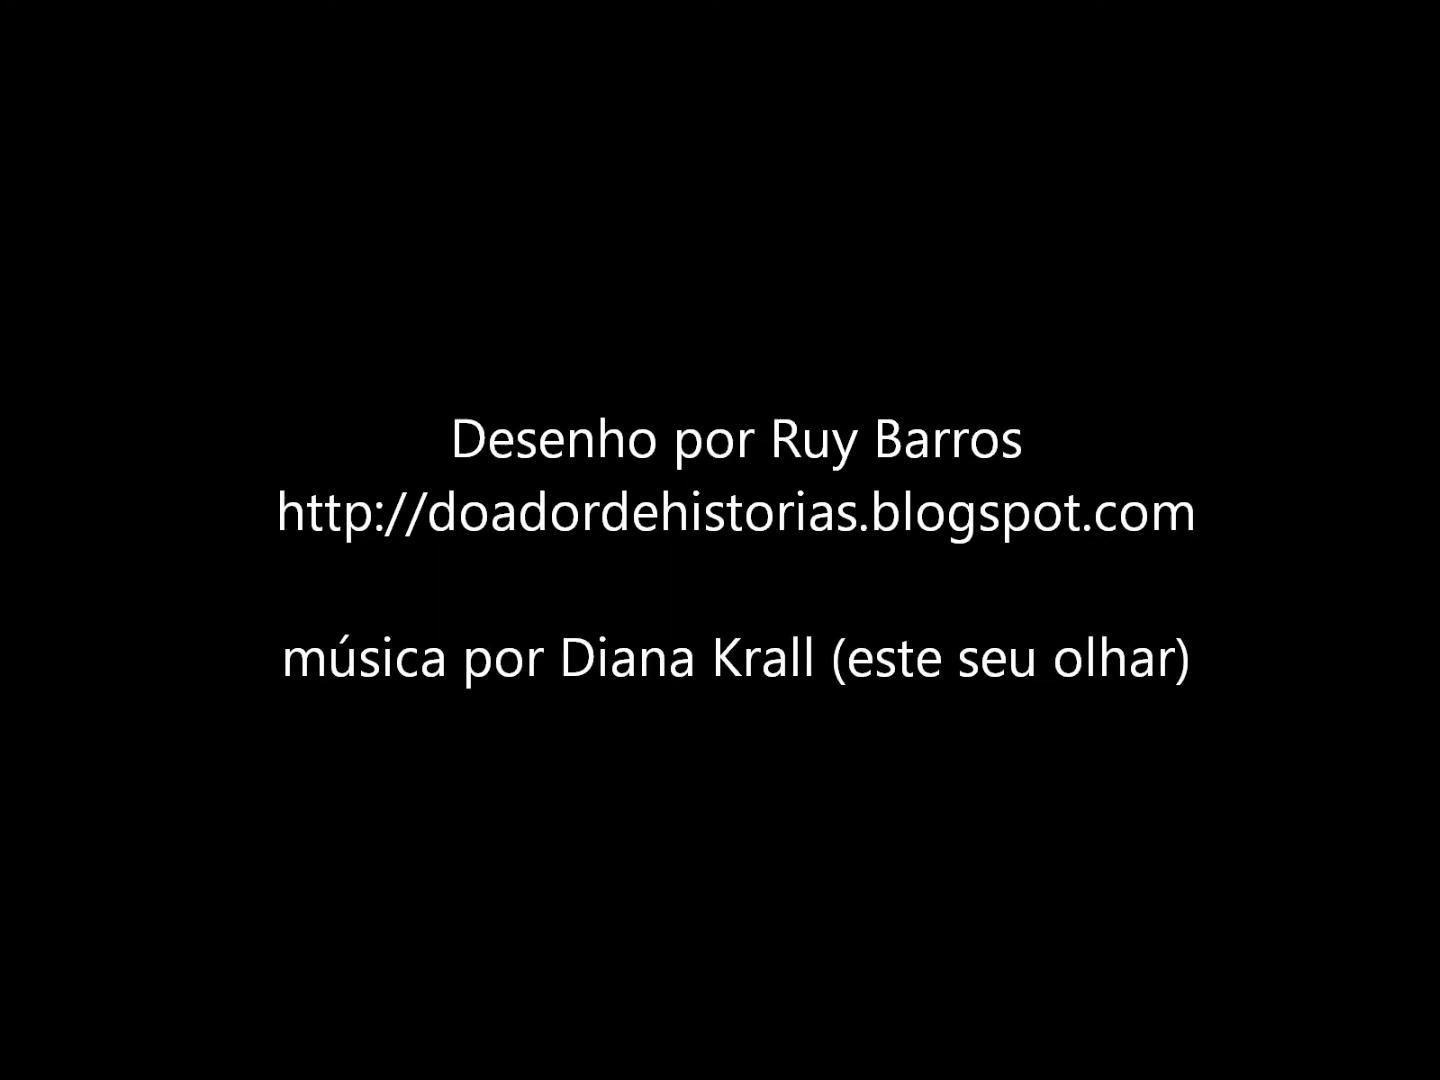 Desenho por Ruy Barros
http://doadordehistorias.blogspot.com
música por Diana Krall (este seu olhar)